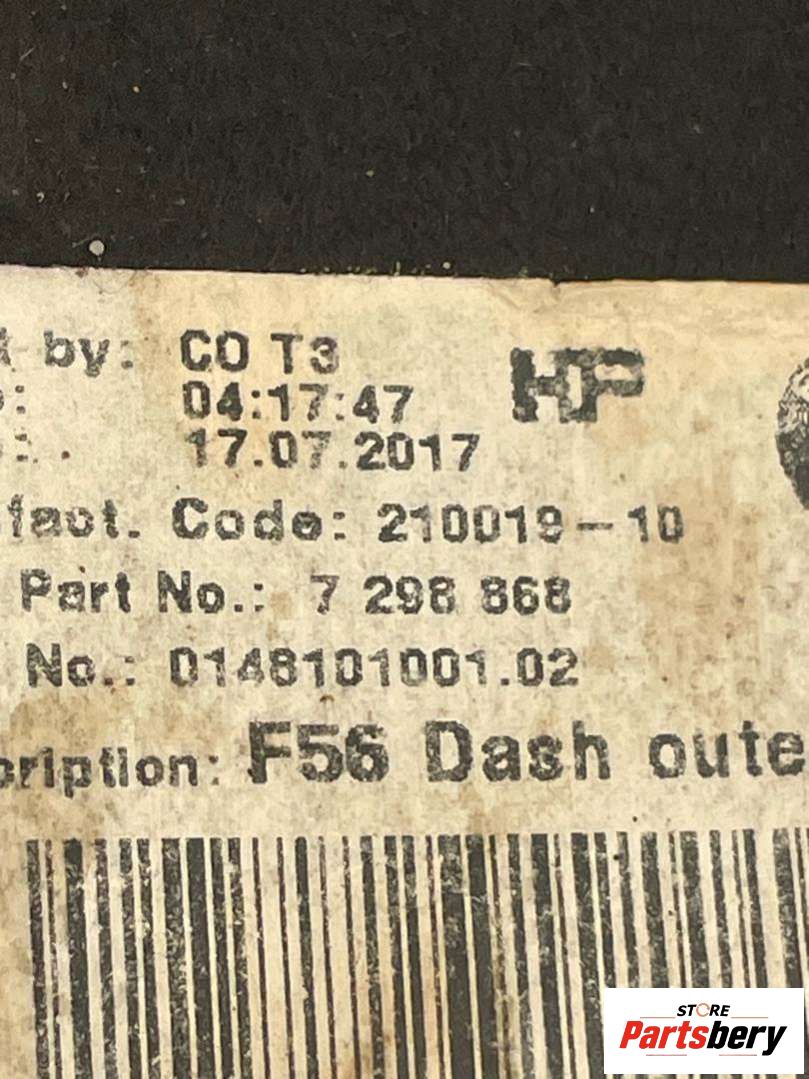 by: CO T3
HP
04:17:47
17.07.2017
fact. Code: 210019-10
Part No.: 7 298 868
No.: 0148101001.02
cription: F56 Dash oute
STORE
Partsbery